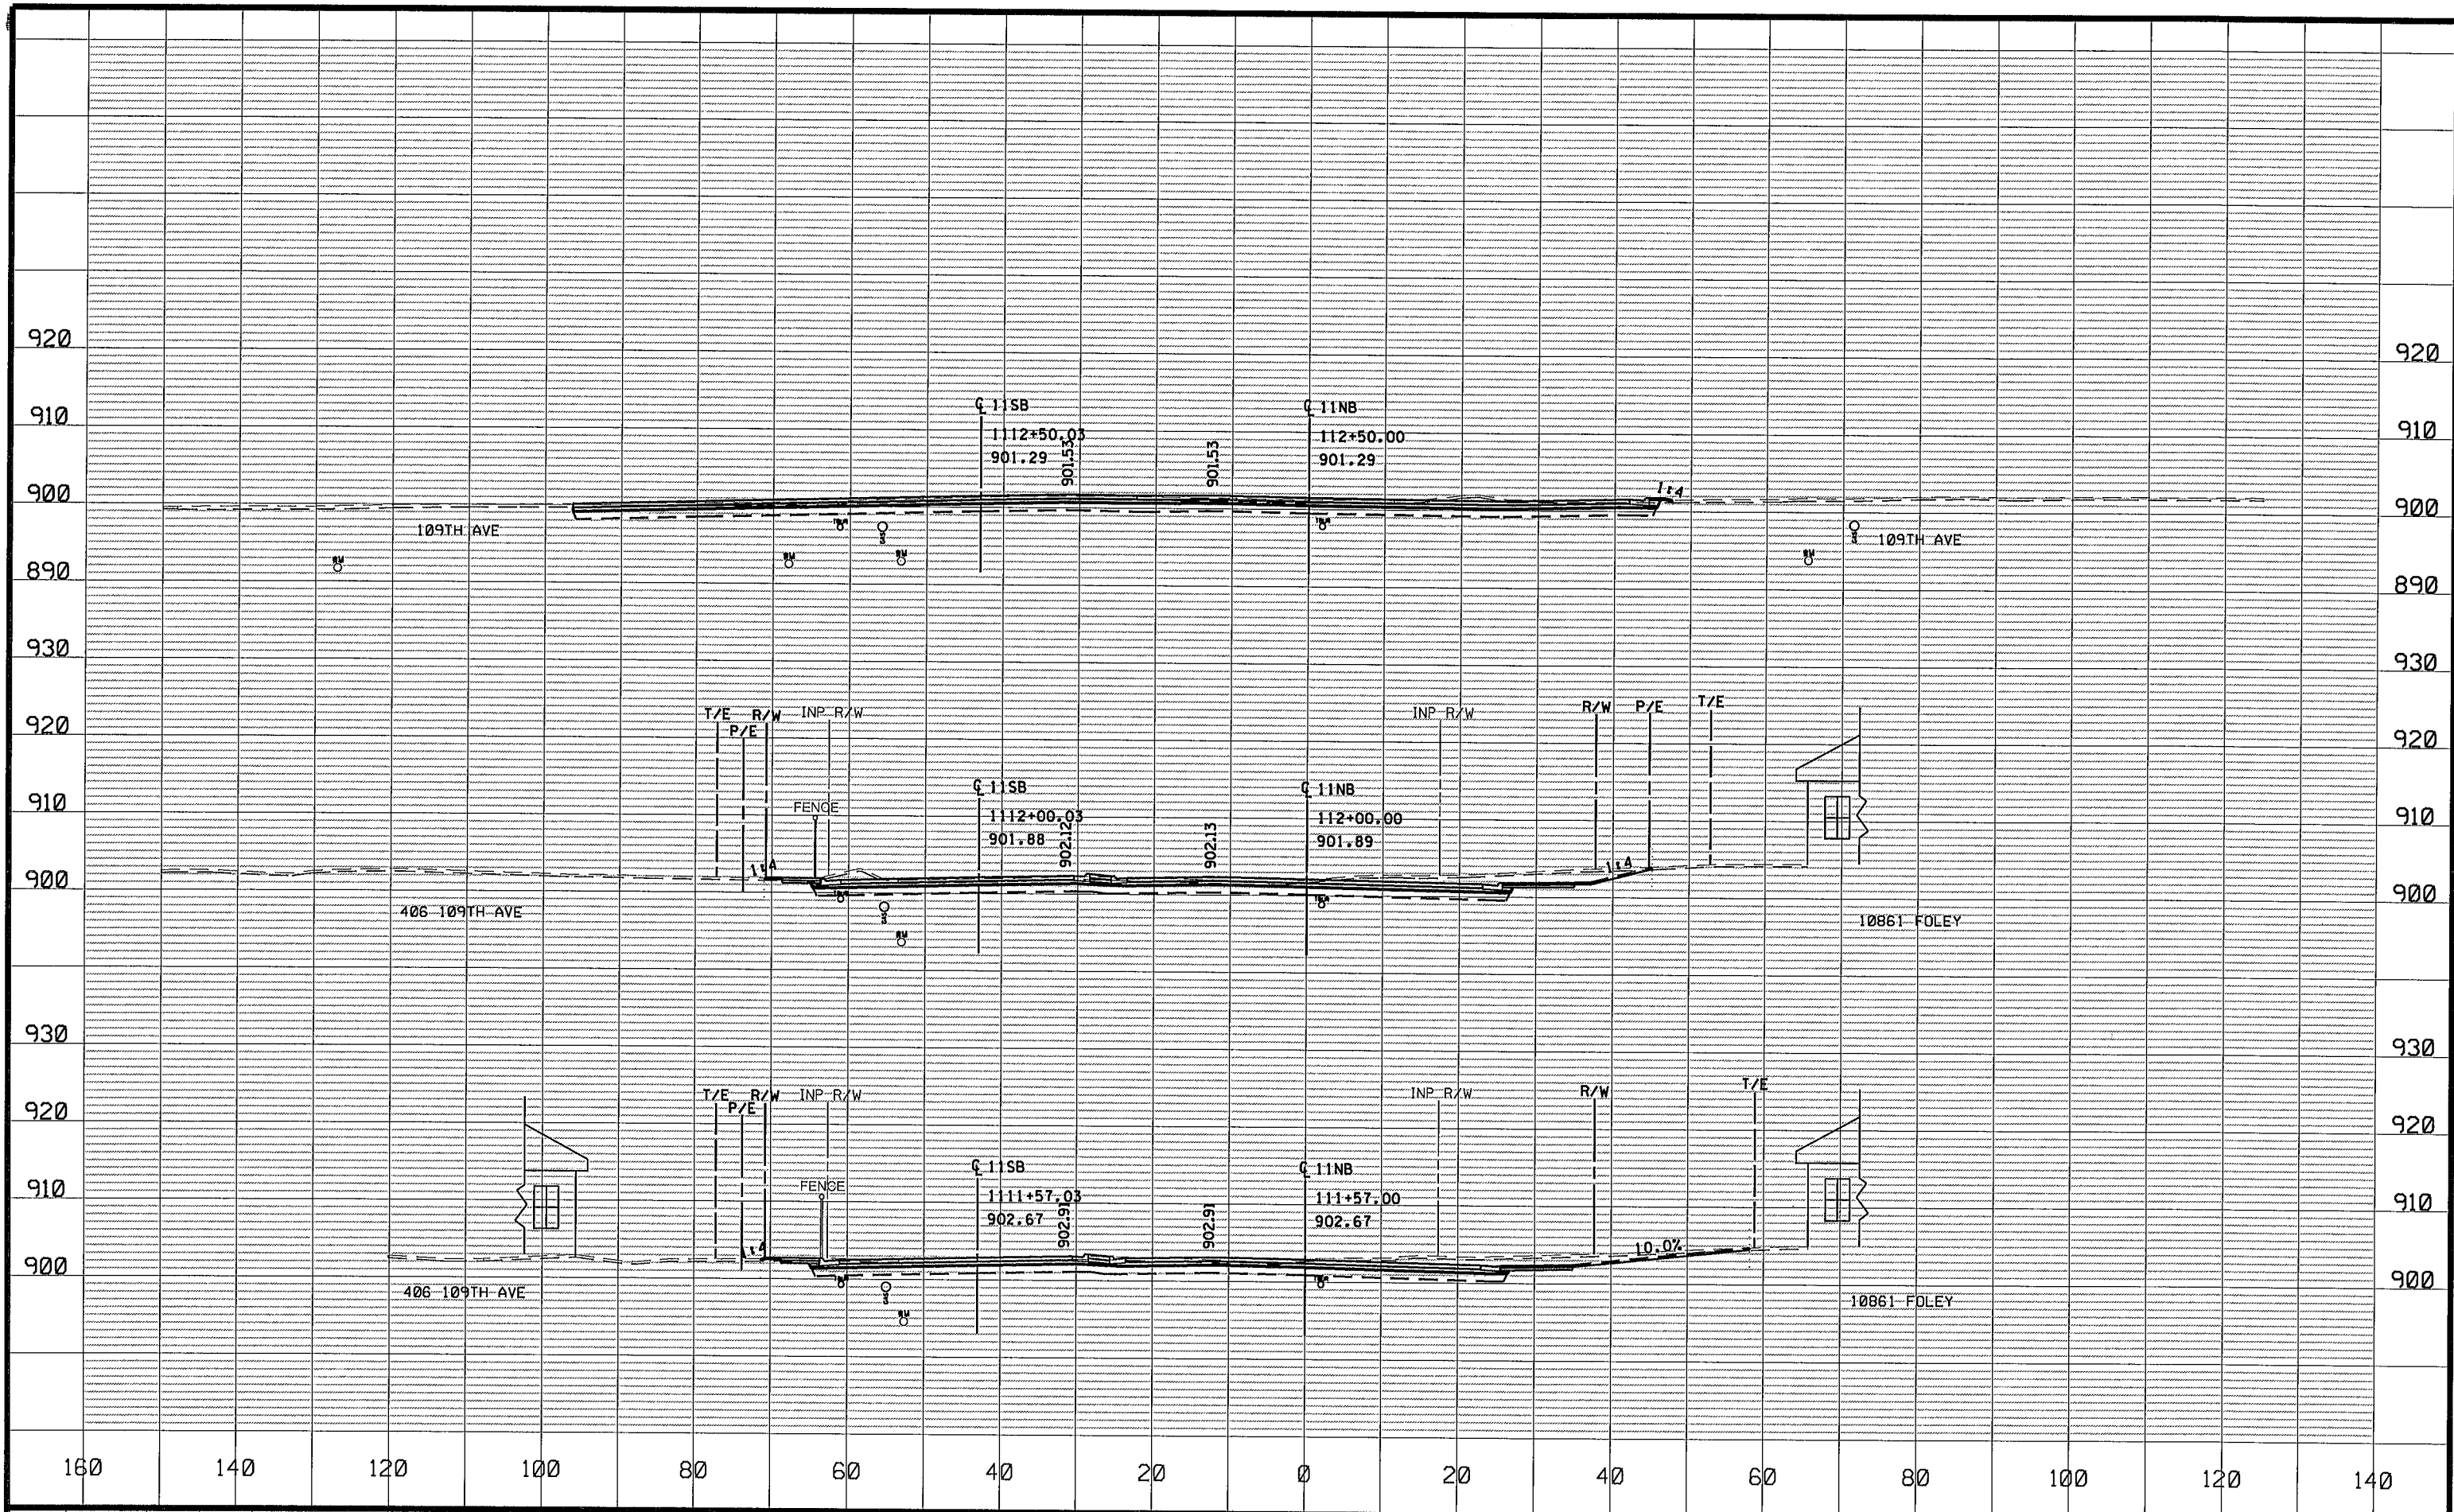 920 920
₵ 11SB ₵ 11NB
910 910
1112+50.03 901.53 901.53 112+50.00
901.29 901.29
900 1:4 900
109TH AVE 109TH AVE
890 890
930 930
T/E R/W INP R/W INP R/W R/W P/E T/E
P/E
920 920
₵ 11SB ₵ 11NB
910 FENCE 910
1112+00.03 902.12 902.13 112+00.00
901.88 901.89
1:4 1:4
900 900
406 109TH AVE 10861 FOLEY
930 930
T/E R/W INP R/W INP R/W R/W T/E
P/E
920 920
₵ 11SB ₵ 11NB
910 FENCE 910
1111+57.03 902.91 902.91 111+57.00
902.67 902.67
1:4 10.0%
900 900
406 109TH AVE 10861 FOLEY
160 140 120 100 80 60 40 20 0 20 40 60 80 100 120 140